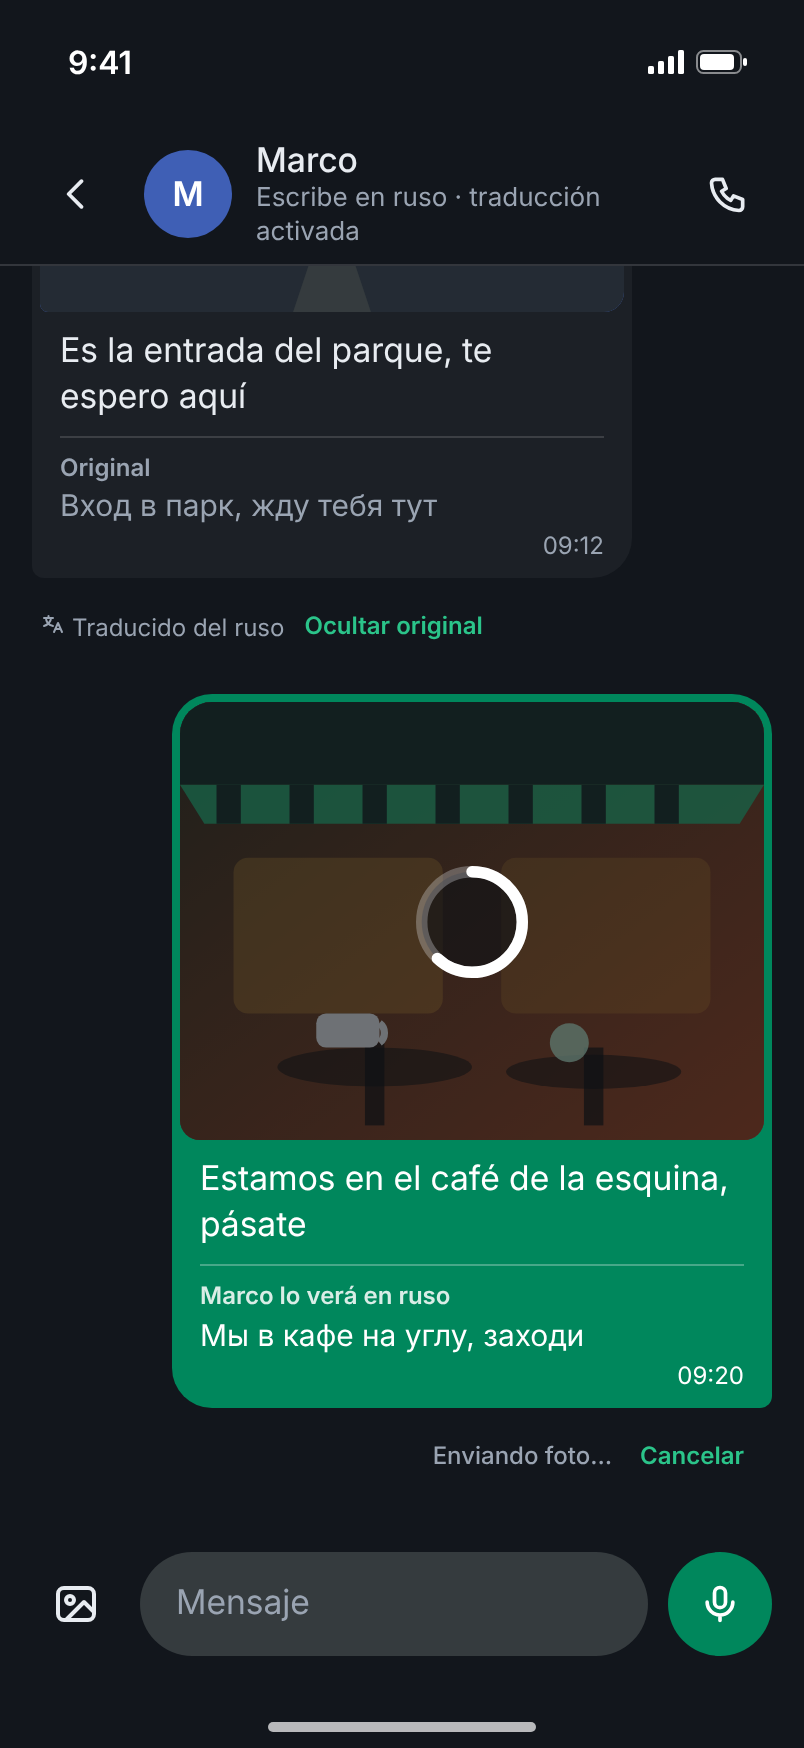 9:41
M
Marco
Escribe en ruso · traducción
activada
Es la entrada del parque, te
espero aquí
Original
Вход в парк, жду тебя тут
09:12
Traducido del ruso Ocultar original
Estamos en el café de la esquina,
pásate
Marco lo verá en ruso
Мы в кафе на углу, заходи
09:20
Enviando foto... Cancelar
Mensaje